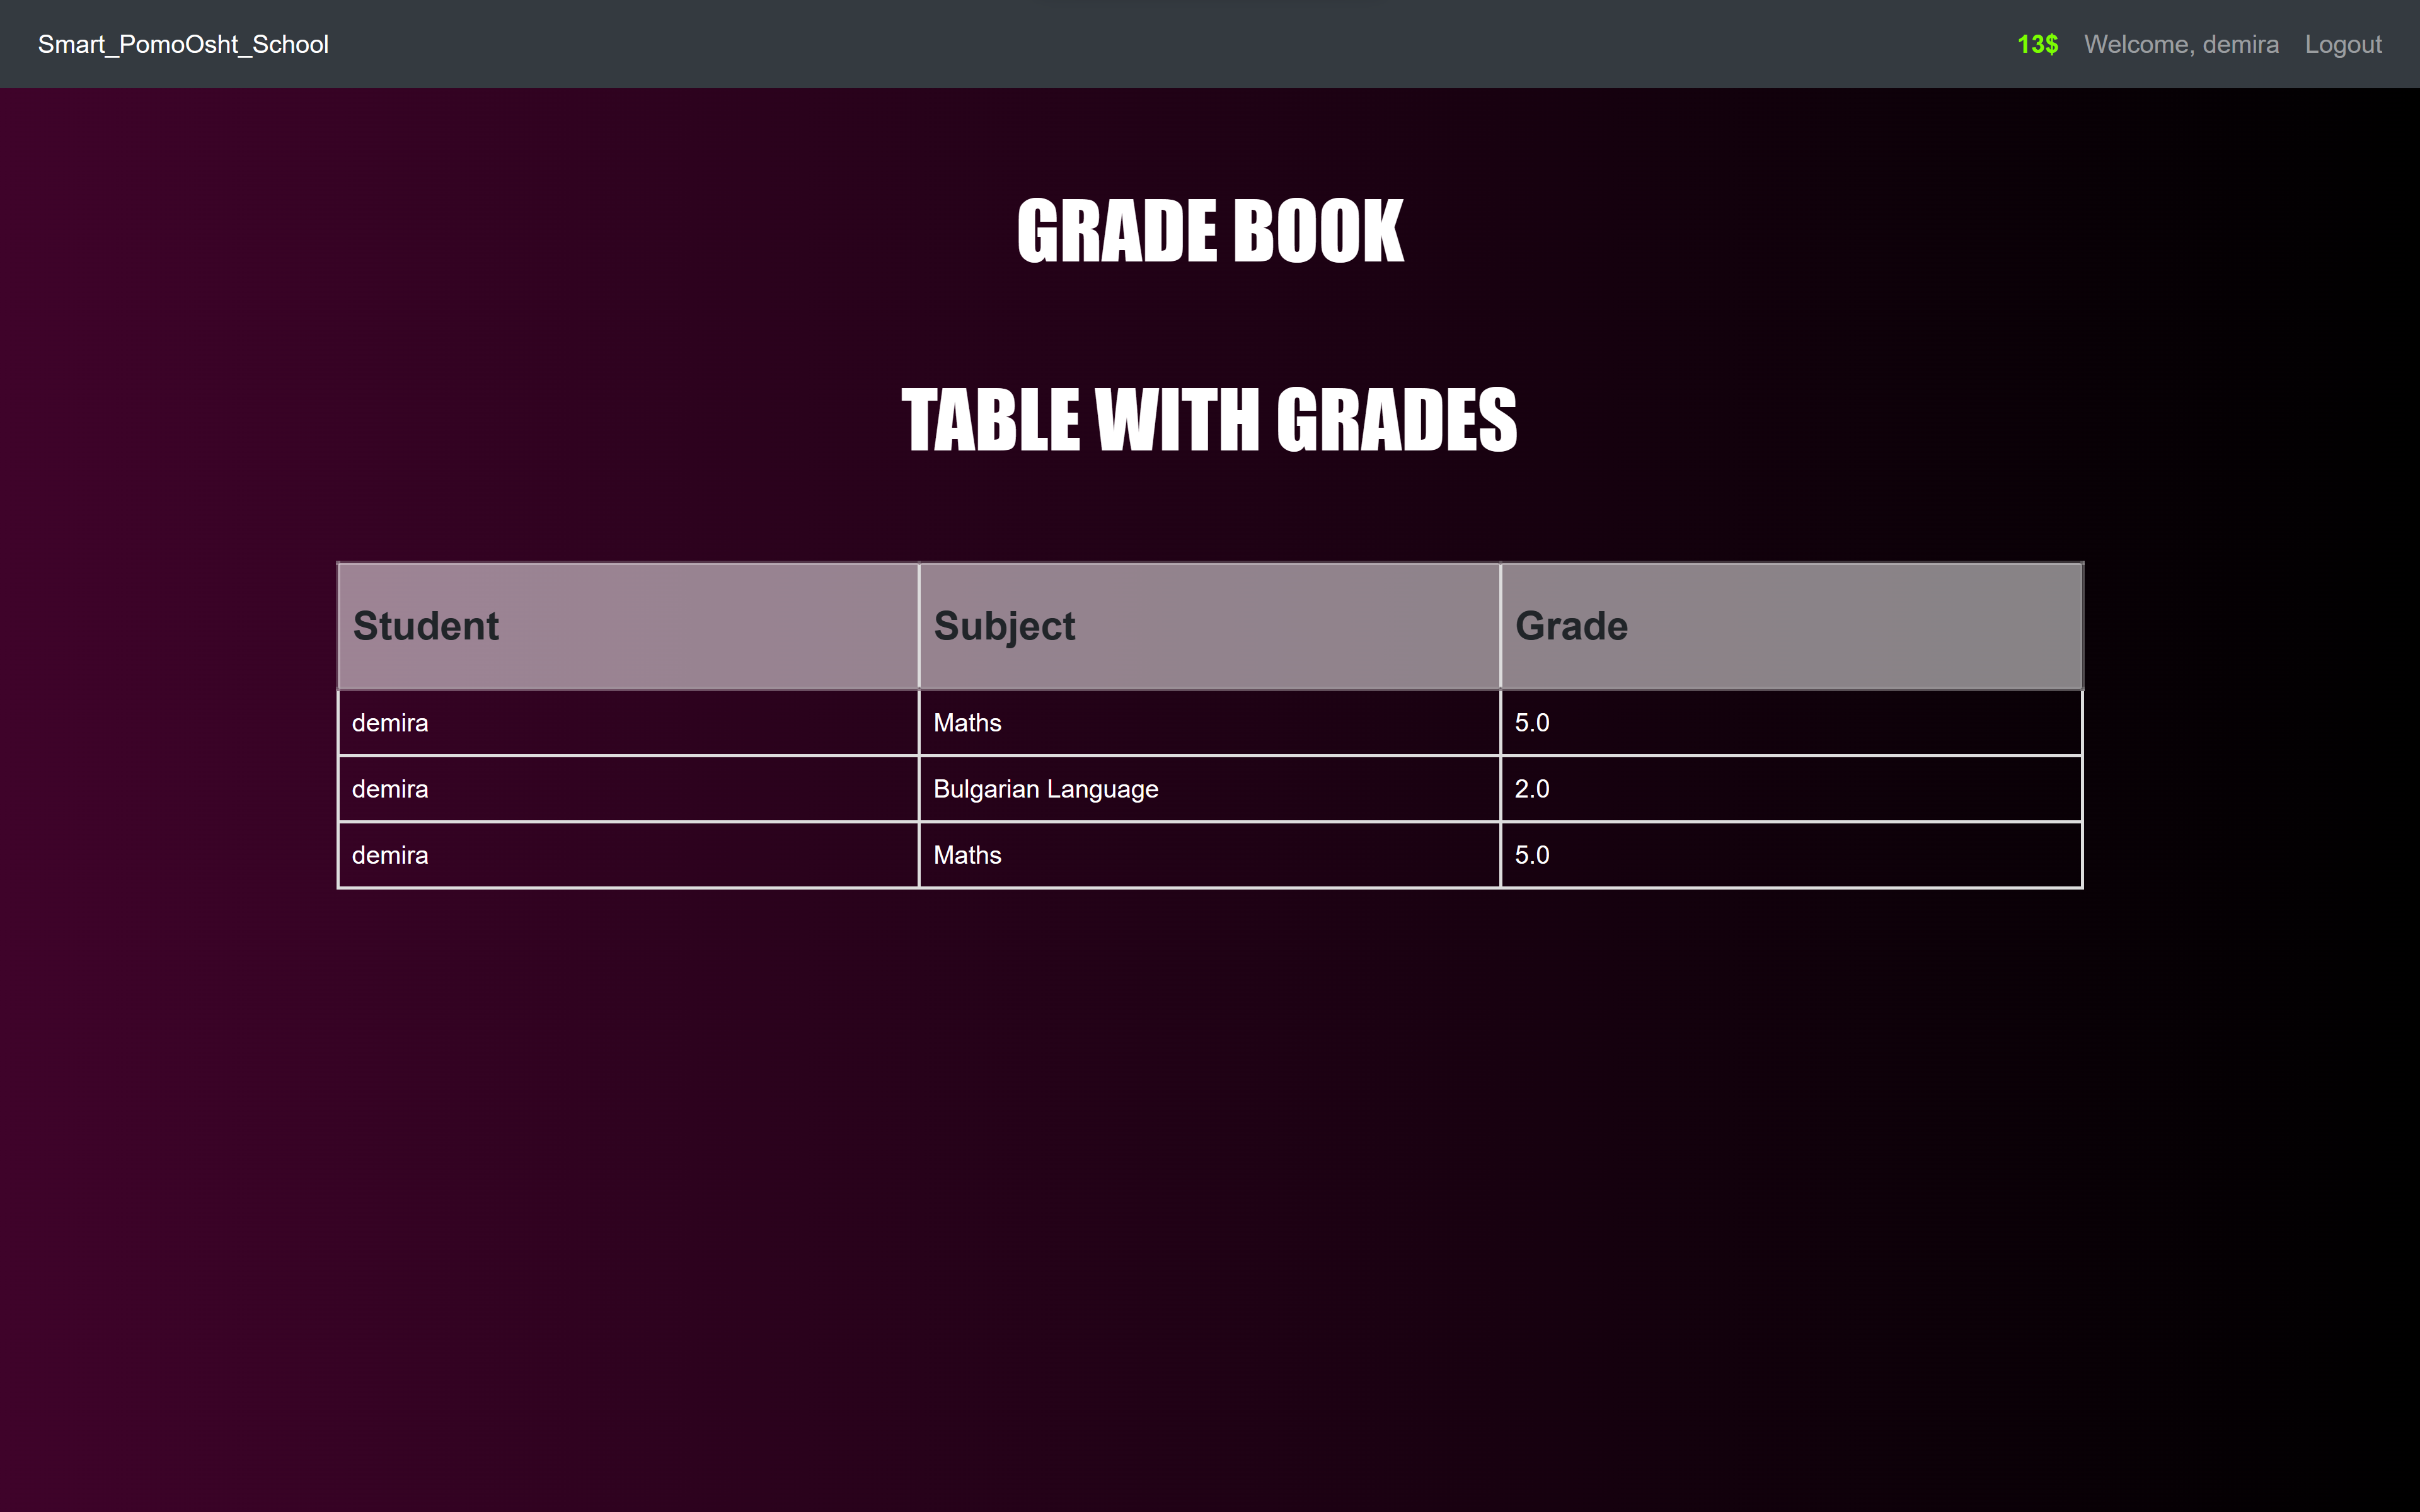 Smart_PomoOsht_School 13$ Welcome, demira Logout
GRADE BOOK
TABLE WITH GRADES
Student Subject Grade
demira Maths 5.0
demira Bulgarian Language 2.0
demira Maths 5.0